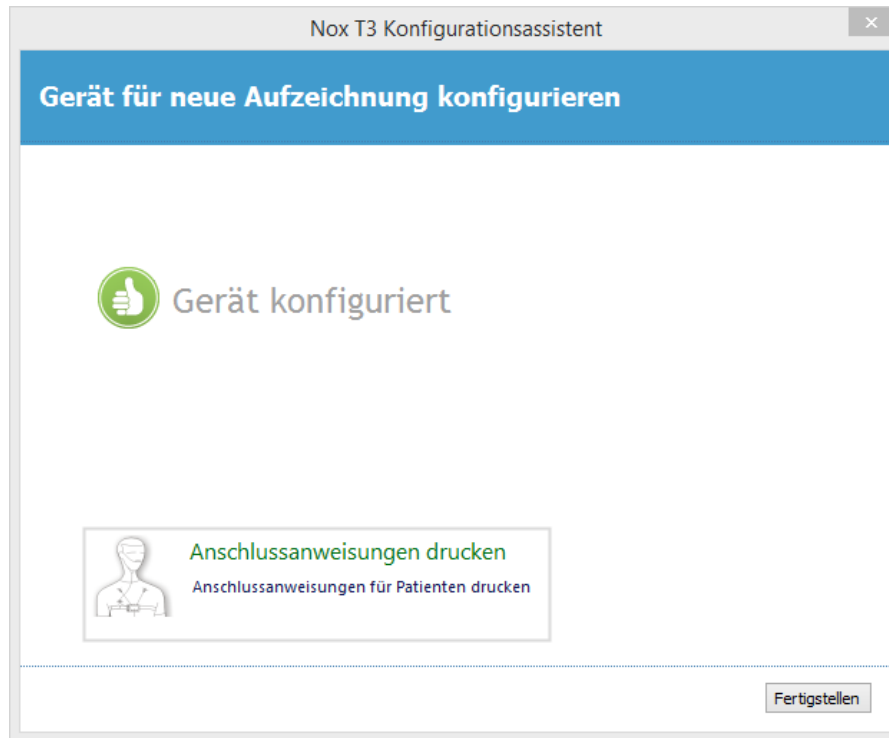 Nox T3 Konfigurationsassistent
Gerät für neue Aufzeichnung konfigurieren
Gerät konfiguriert
Anschlussanweisungen drucken
Anschlussanweisungen für Patienten drucken
Fertigstellen